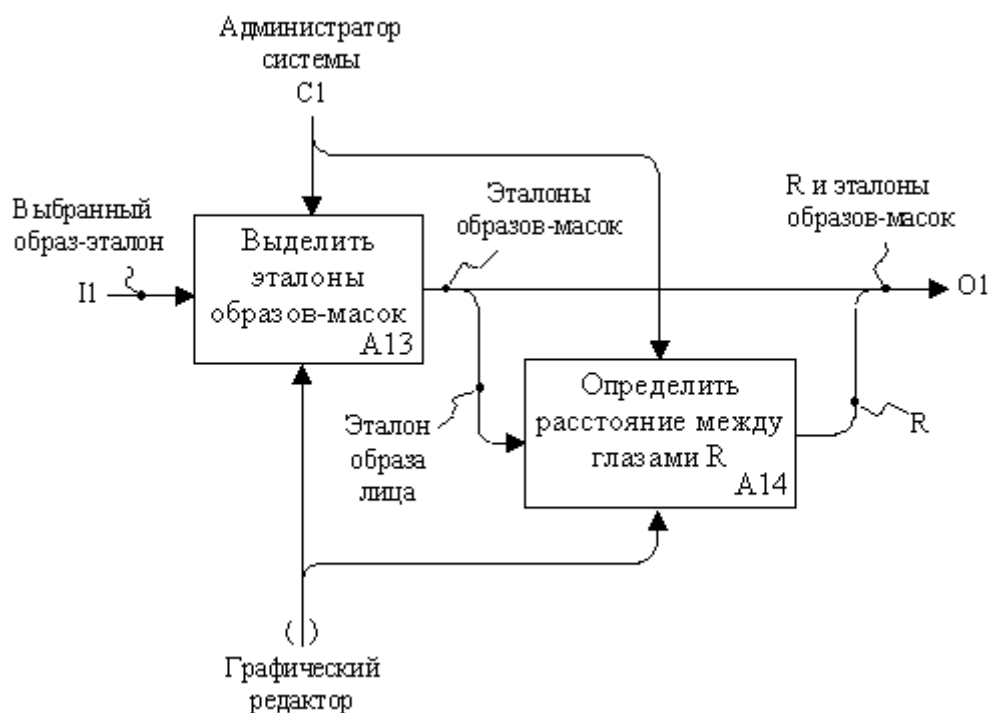 Администратор
системы
C1
Выбранный
образ-эталон
I1
Выделить
эталоны
образов-масок
A13
Эталоны
образов-масок
R и эталоны
образов-масок
O1
Эталон
образа
лица
Определить
расстояние между
глазами R
A14
R
( )
Графический
редактор